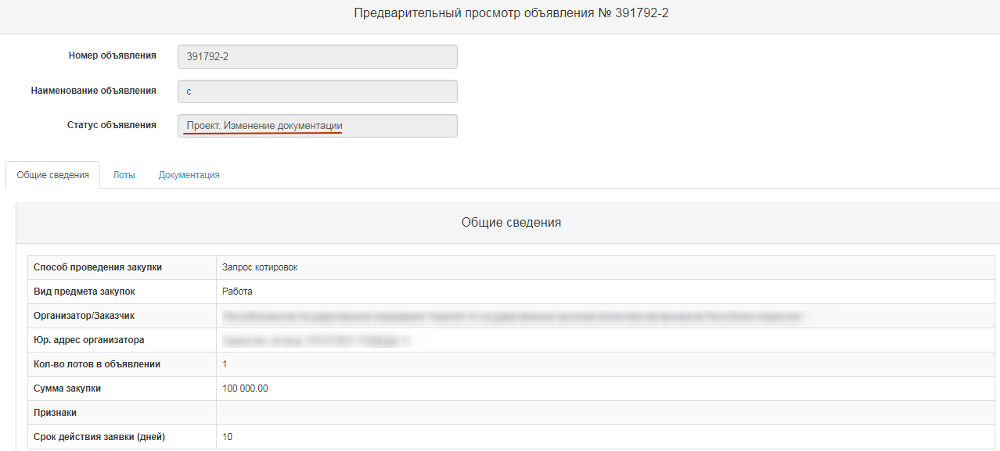 Предварительный просмотр объявления № 391792-2
Номер объявления 391792-2
Наименование объявления с
Статус объявления Проект. Изменение документации
Общие сведения Лоты Документация
Общие сведения
Способ проведения закупки Запрос котировок
Вид предмета закупок Работа
Организатор/Заказчик
Юр. адрес организатора
Кол-во лотов в объявлении 1
Сумма закупки 100 000.00
Признаки
Срок действия заявки (дней) 10